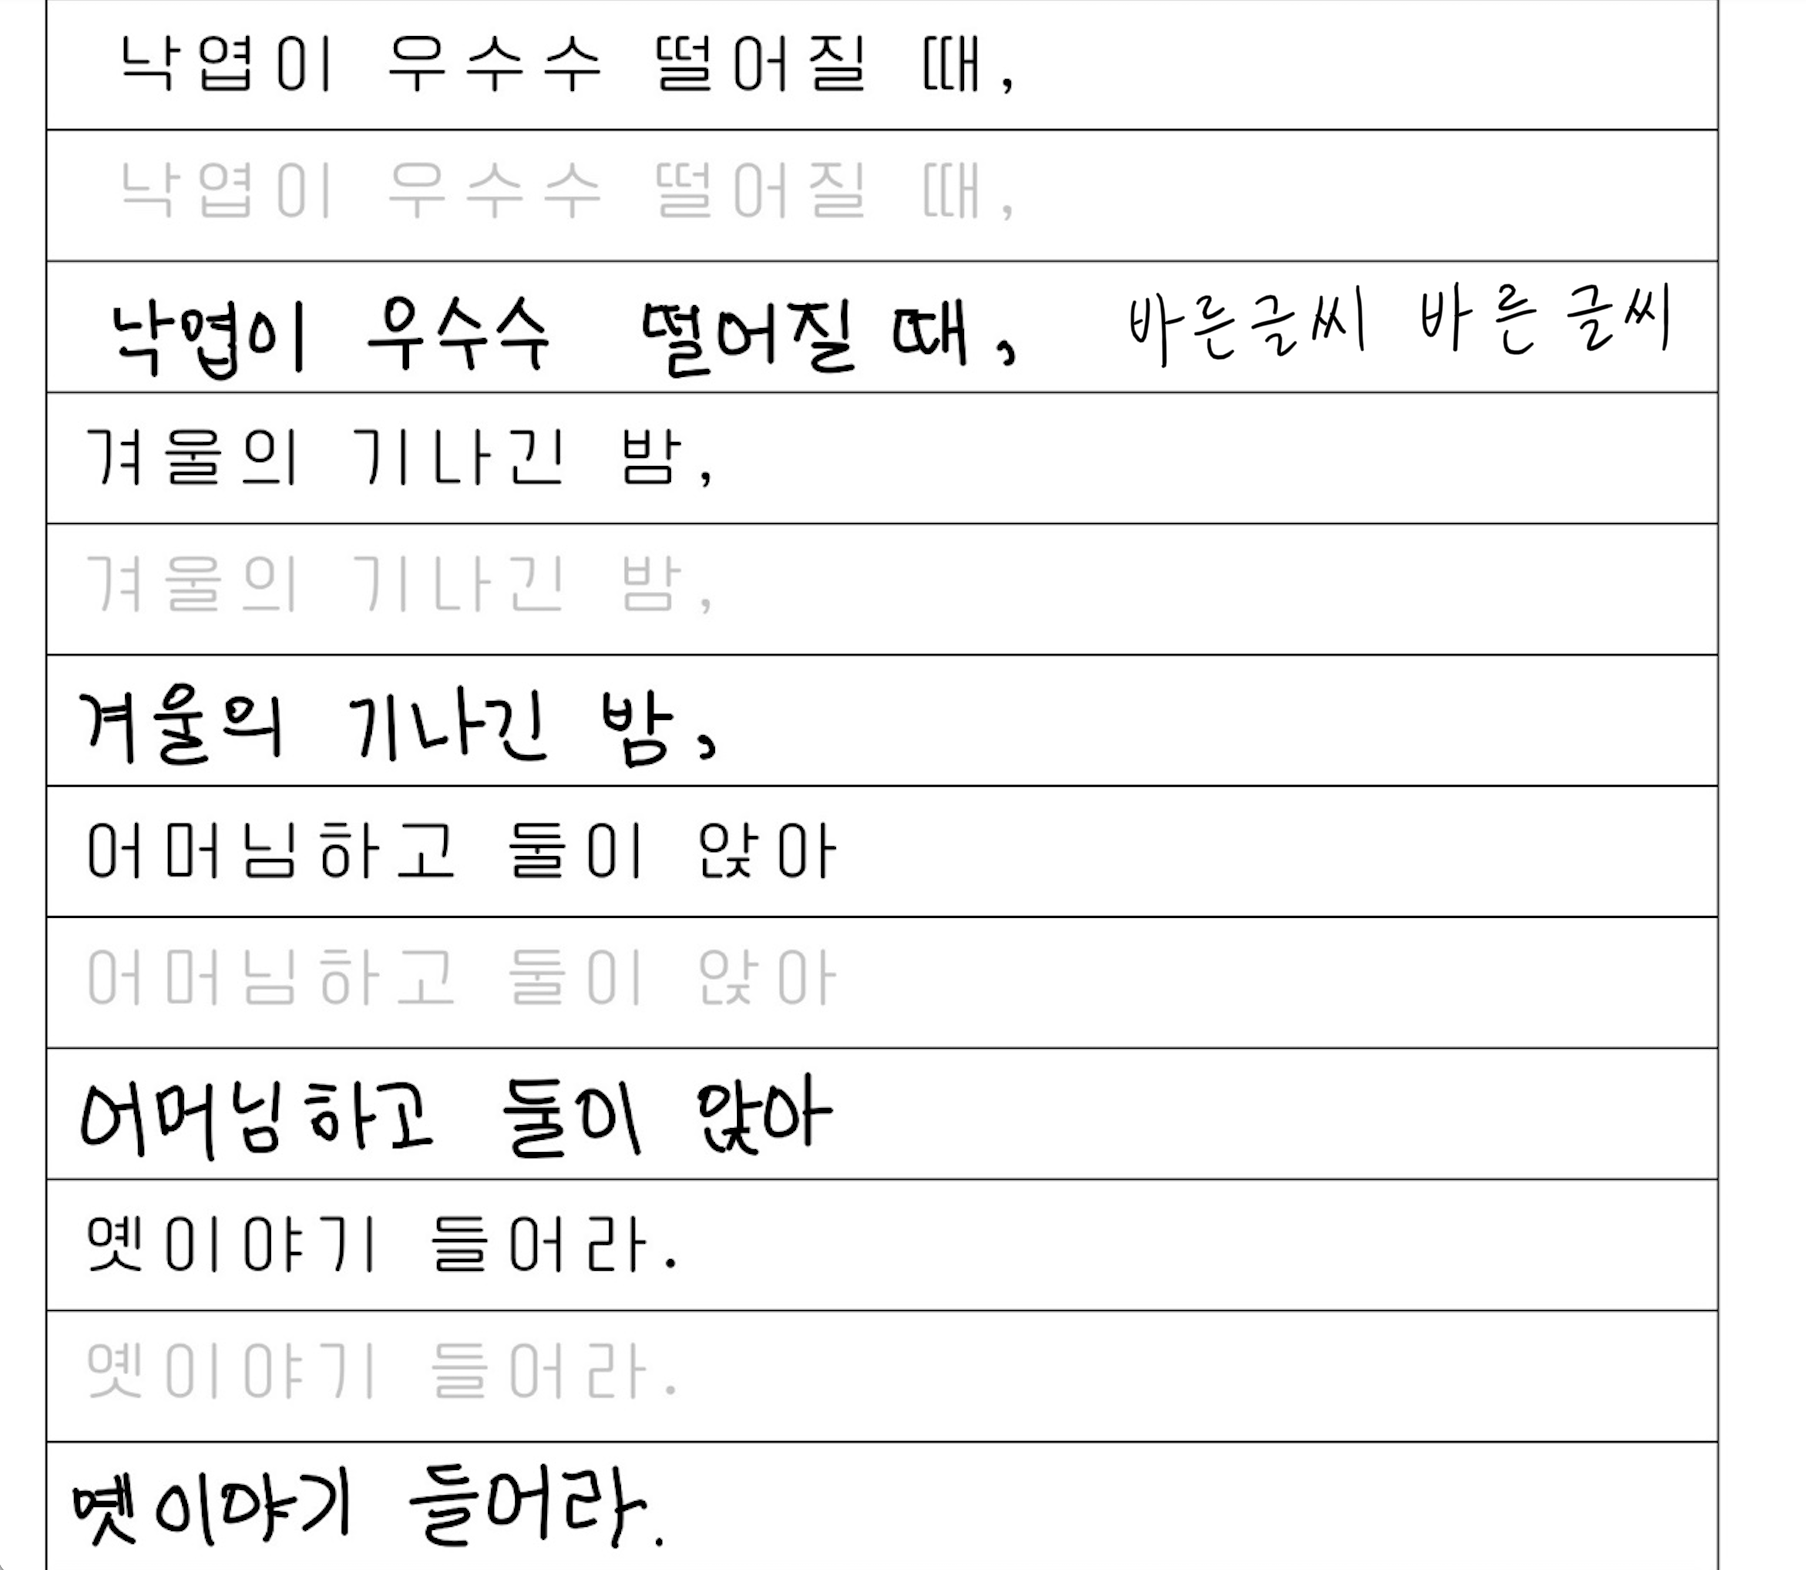 낙엽이 우수수 떨어질 때,
낙엽이 우수수 떨어질 때,
낙엽이 우수수 떨어질 때, 바른글씨 바른글씨
겨울의 기나긴 밤,
겨울의 기나긴 밤,
겨울의 기나긴 밤,
어머님하고 둘이 앉아
어머님하고 둘이 앉아
어머님하고 둘이 앉아
옛이야기 들어라.
옛이야기 들어라.
옛이야기 들어라.